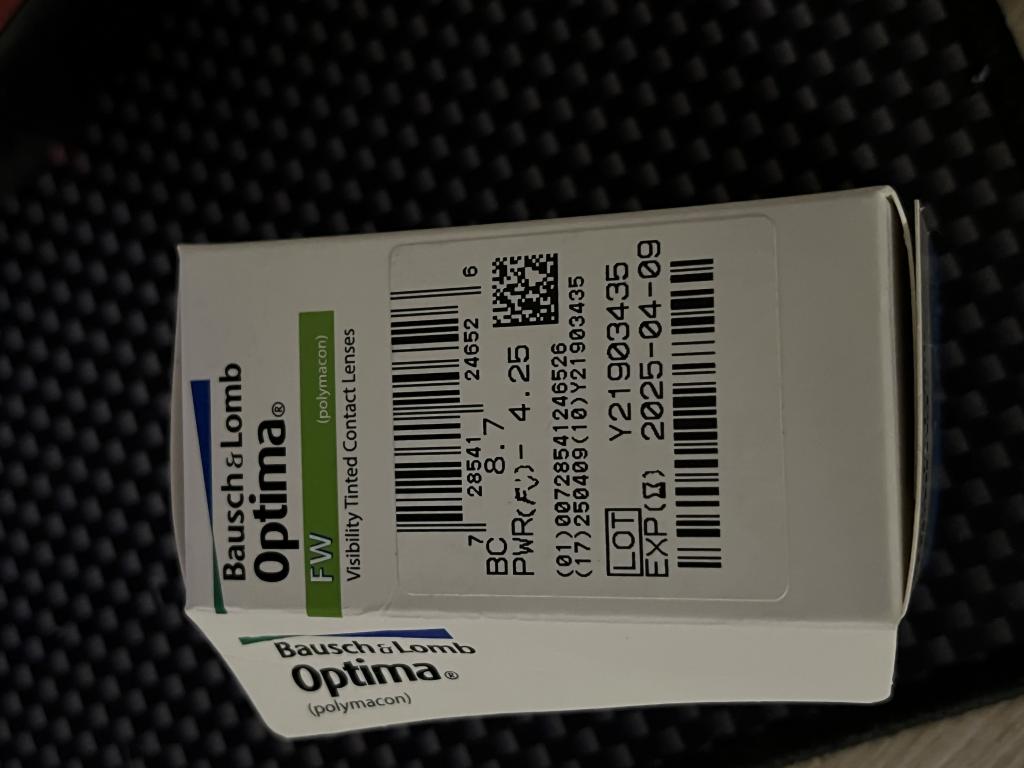 Bausch & Lomb
Optima®
FW (polymacon)
Visibility Tinted Contact Lenses
7 28541 24652 6
BC 8.7
PWR(F'v)- 4.25
(01)00728541246526
(17)250409(10)Y21903435
LOT Y21903435
EXP(⌛) 2025-04-09
Bausch & Lomb
Optima®
(polymacon)